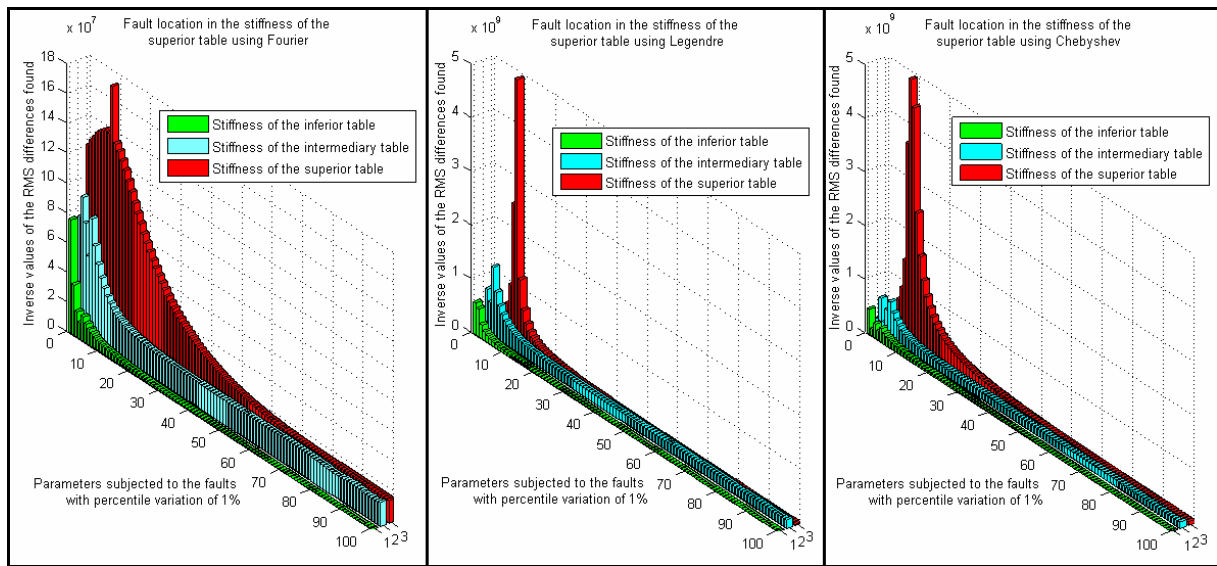 x 10^7
Fault location in the stiffness of the
superior table using Fourier
Inverse values of the RMS differences found
18
16
14
12
10
8
6
4
2
0
Stiffness of the inferior table
Stiffness of the intermediary table
Stiffness of the superior table
0
10
20
30
40
50
60
70
80
90
100
1 2 3
Parameters subjected to the faults
with percentile variation of 1%
x 10^9
Fault location in the stiffness of the
superior table using Legendre
Inverse values of the RMS differences found
5
4
3
2
1
0
Stiffness of the inferior table
Stiffness of the intermediary table
Stiffness of the superior table
0
10
20
30
40
50
60
70
80
90
100
1 2 3
Parameters subjected to the faults
with percentile variation of 1%
x 10^9
Fault location in the stiffness of the
superior table using Chebyshev
Inverse values of the RMS differences found
5
4
3
2
1
0
Stiffness of the inferior table
Stiffness of the intermediary table
Stiffness of the superior table
0
10
20
30
40
50
60
70
80
90
100
1 2 3
Parameters subjected to the faults
with percentile variation of 1%